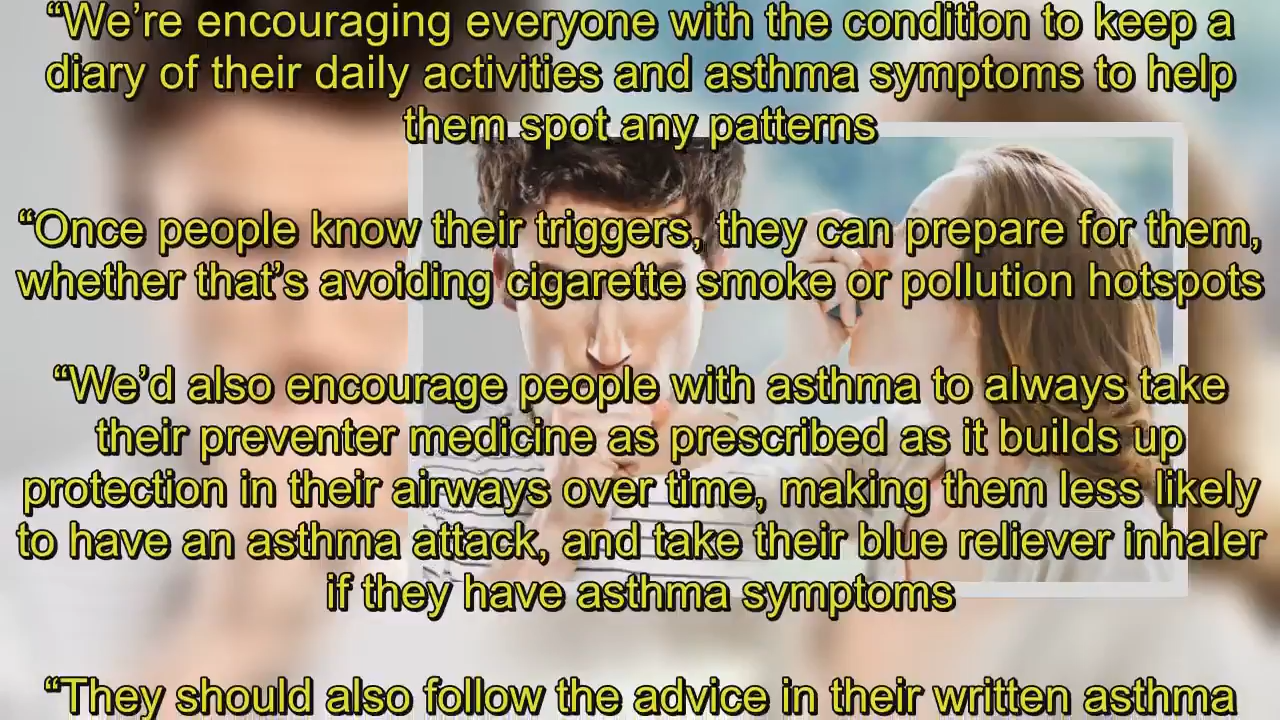 “We’re encouraging everyone with the condition to keep a
diary of their daily activities and asthma symptoms to help
them spot any patterns
“Once people know their triggers, they can prepare for them,
whether that’s avoiding cigarette smoke or pollution hotspots
“We’d also encourage people with asthma to always take
their preventer medicine as prescribed as it builds up
protection in their airways over time, making them less likely
to have an asthma attack, and take their blue reliever inhaler
if they have asthma symptoms
“They should also follow the advice in their written asthma